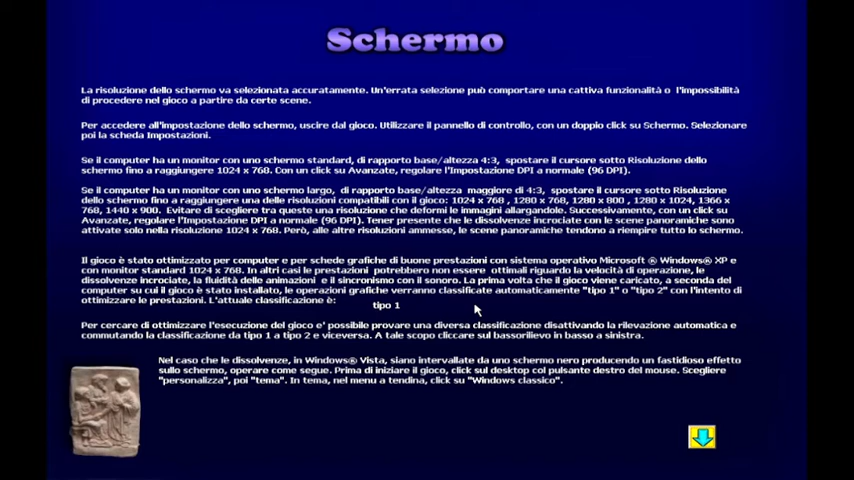 Schermo
La risoluzione dello schermo va selezionata accuratamente. Un'errata selezione può comportare una cattiva funzionalità o l'impossibilità
di procedere nel gioco a partire da certe scene.
Per accedere all'impostazione dello schermo, uscire dal gioco. Utilizzare il pannello di controllo, con un doppio click su Schermo. Selezionare
poi la scheda Impostazioni.
Se il computer ha un monitor con uno schermo standard, di rapporto base/altezza 4:3, spostare il cursore sotto Risoluzione dello
schermo fino a raggiungere 1024 x 768. Con un click su Avanzate, regolare l'Impostazione DPI a normale (96 DPI).
Se il computer ha un monitor con uno schermo largo, di rapporto base/altezza maggiore di 4:3, spostare il cursore sotto Risoluzione
dello schermo fino a raggiungere una delle risoluzioni compatibili con il gioco: 1024 x 768 , 1280 x 768, 1280 x 800 , 1280 x 1024, 1366 x
768, 1440 x 900. Evitare di scegliere tra queste una risoluzione che deformi le immagini allargandole. Successivamente, con un click su
Avanzate, regolare l'Impostazione DPI a normale (96 DPI). Tener presente che le dissolvenze incrociate con le scene panoramiche sono
attivate solo nella risoluzione 1024 x 768. Però, alle altre risoluzioni ammesse, le scene panoramiche tendono a riempire tutto lo schermo.
Il gioco è stato ottimizzato per computer e per schede grafiche di buone prestazioni con sistema operativo Microsoft ® Windows® XP e
con monitor standard 1024 x 768. In altri casi le prestazioni potrebbero non essere ottimali riguardo la velocità di operazione, le
dissolvenze incrociate, la fluidità delle animazioni e il sincronismo con il sonoro. La prima volta che il gioco viene caricato, a seconda del
computer su cui il gioco è stato installato, le operazioni grafiche verranno classificate automaticamente "tipo 1" o "tipo 2" con l'intento di
ottimizzare le prestazioni. L'attuale classificazione è:
tipo 1
Per cercare di ottimizzare l'esecuzione del gioco e' possibile provare una diversa classificazione disattivando la rilevazione automatica e
commutando la classificazione da tipo 1 a tipo 2 e viceversa. A tale scopo cliccare sul bassorilievo in basso a sinistra.
Nel caso che le dissolvenze, in Windows® Vista, siano intervallate da uno schermo nero producendo un fastidioso effetto
sullo schermo, operare come segue. Prima di iniziare il gioco, click sul desktop col pulsante destro del mouse. Scegliere
"personalizza", poi "tema". In tema, nel menu a tendina, click su "Windows classico".